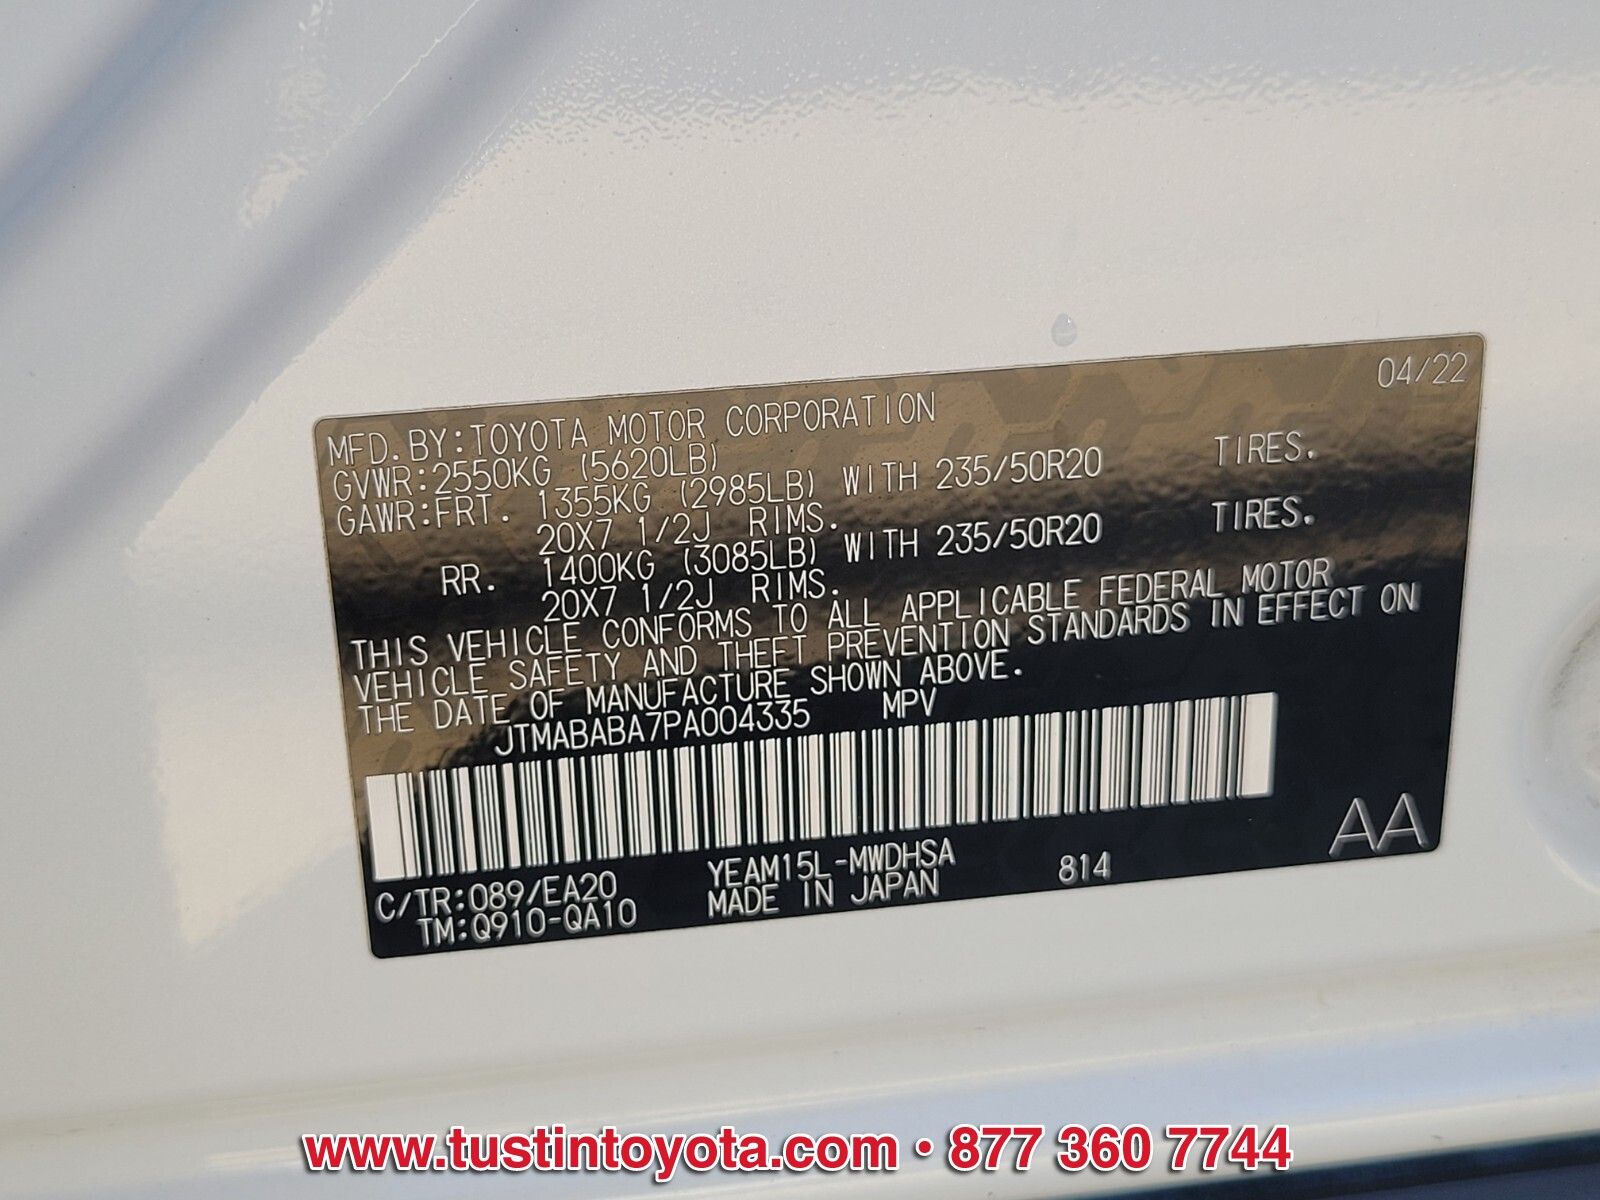 04/22
MFD.BY:TOYOTA MOTOR CORPORATION
GVWR:2550KG (5620LB)
GAWR:FRT. 1355KG (2985LB) WITH 235/50R20 TIRES.
20X7 1/2J RIMS.
RR. 1400KG (3085LB) WITH 235/50R20 TIRES.
20X7 1/2J RIMS.
THIS VEHICLE CONFORMS TO ALL APPLICABLE FEDERAL MOTOR
VEHICLE SAFETY AND THEFT PREVENTION STANDARDS IN EFFECT ON
THE DATE OF MANUFACTURE SHOWN ABOVE.
JTMABABA7PA004335 MPV
AA
C/TR:089/EA20 YEAM15L-MWDHSA 814
TM:Q910-QA10 MADE IN JAPAN
www.tustintoyota.com • 877 360 7744